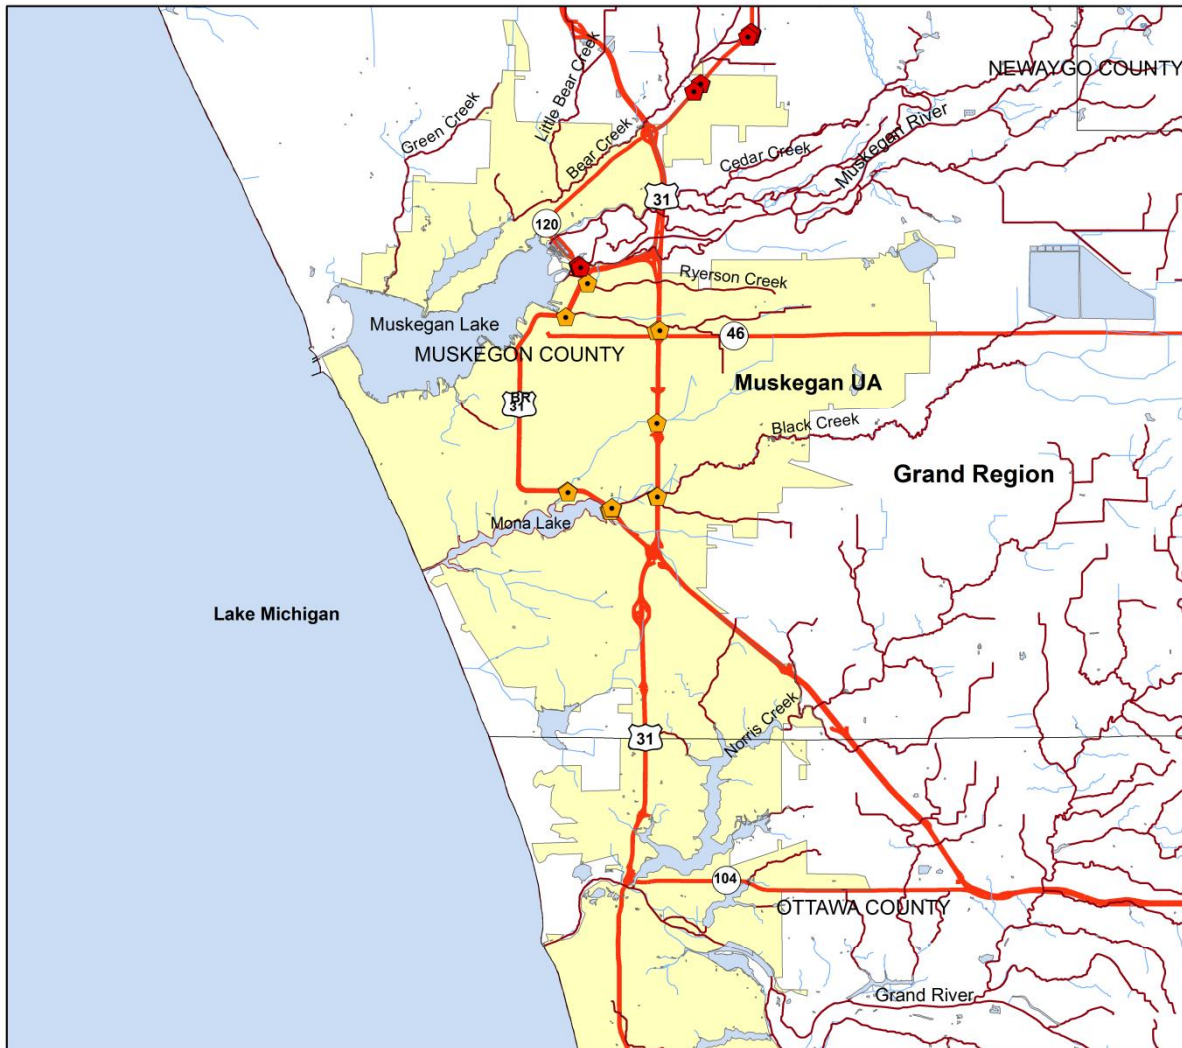 NEWAYGO COUNTY
Little Bear Creek
Green Creek
Bear Creek
Cedar Creek
Muskegan River
31
120
Ryerson Creek
Muskegan Lake
46
MUSKEGON COUNTY
Muskegan UA
BR
31
Black Creek
Grand Region
Mona Lake
Lake Michigan
Norris Creek
31
104
OTTAWA COUNTY
Grand River